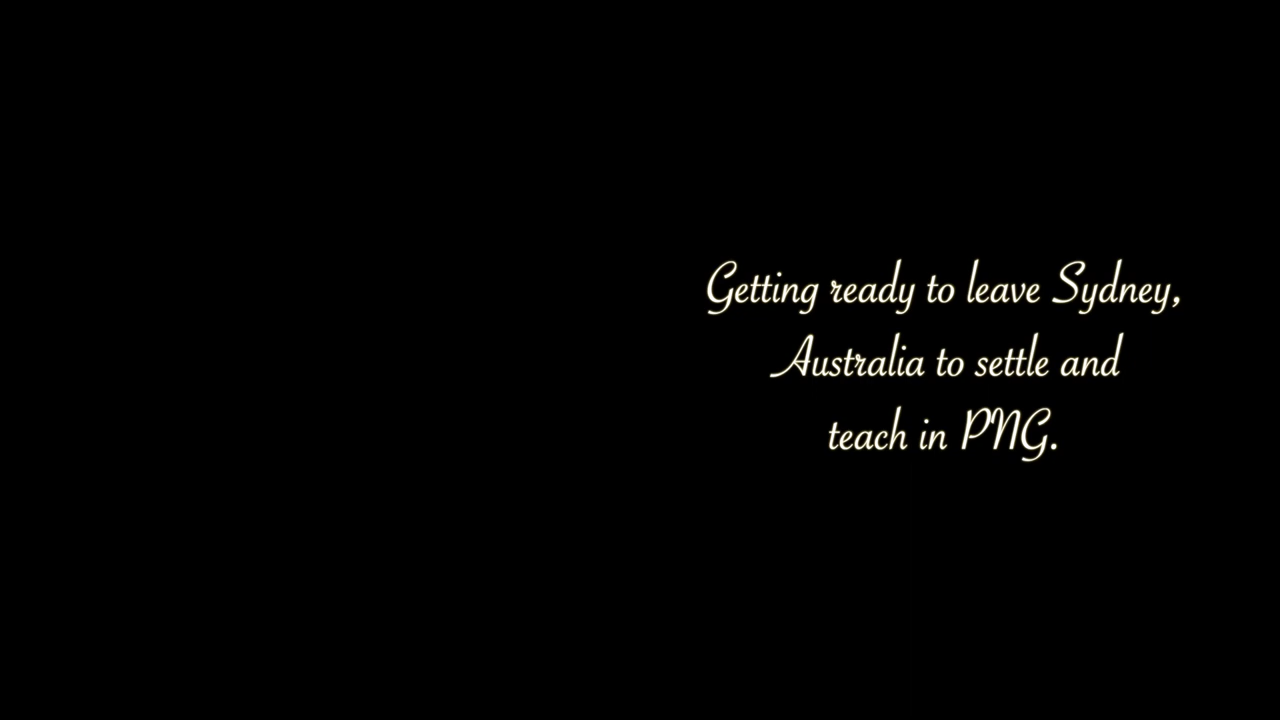 Getting ready to leave Sydney,
Australia to settle and
teach in PNG.